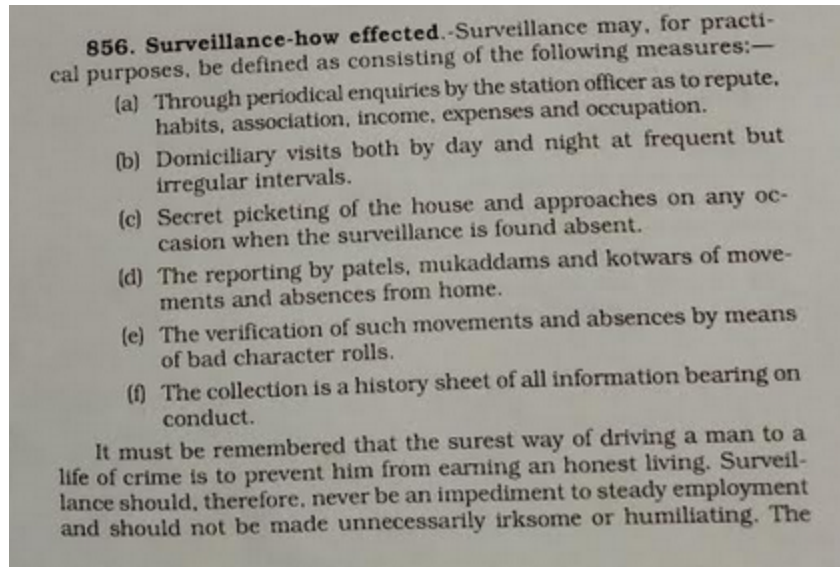 856. Surveillance-how effected.-Surveillance may, for practi-
cal purposes, be defined as consisting of the following measures:—
(a) Through periodical enquiries by the station officer as to repute,
habits, association, income, expenses and occupation.
(b) Domiciliary visits both by day and night at frequent but
irregular intervals.
(c) Secret picketing of the house and approaches on any oc-
casion when the surveillance is found absent.
(d) The reporting by patels, mukaddams and kotwars of move-
ments and absences from home.
(e) The verification of such movements and absences by means
of bad character rolls.
(f) The collection is a history sheet of all information bearing on
conduct.
It must be remembered that the surest way of driving a man to a
life of crime is to prevent him from earning an honest living. Surveil-
lance should, therefore, never be an impediment to steady employment
and should not be made unnecessarily irksome or humiliating. The